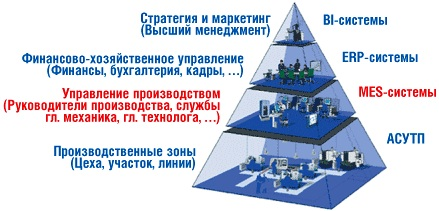 Стратегия и маркетинг
(Высший менеджмент)
BI-системы
Финансово-хозяйственное управление
(Финансы, бухгалтерия, кадры, ...)
ERP-системы
Управление производством
(Руководители производства, службы
гл. механика, гл. технолога, ...)
MES-системы
Производственные зоны
(Цеха, участок, линии)
АСУТП